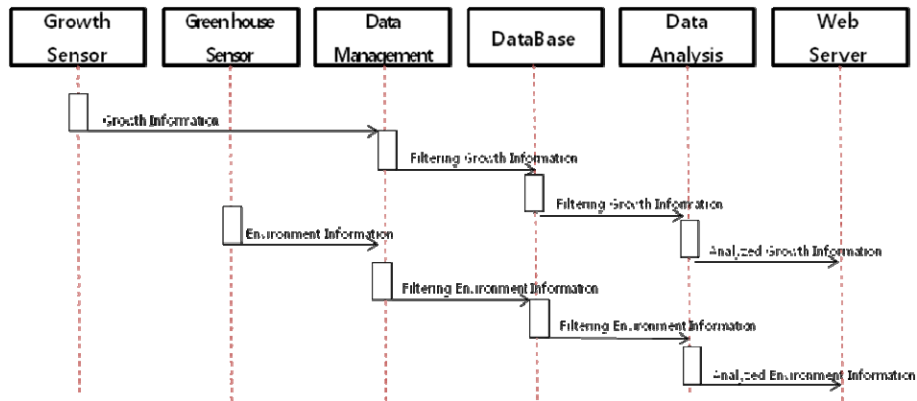 Growth
Sensor
Greenhouse
Sensor
Data
Management
DataBase
Data
Analysis
Web
Server
Growth Information
Filtering Growth Information
Filtering Growth Information
Environment Information
Analyzed Growth Information
Filtering Environment Information
Filtering Environment Information
Analyzed Environment Information